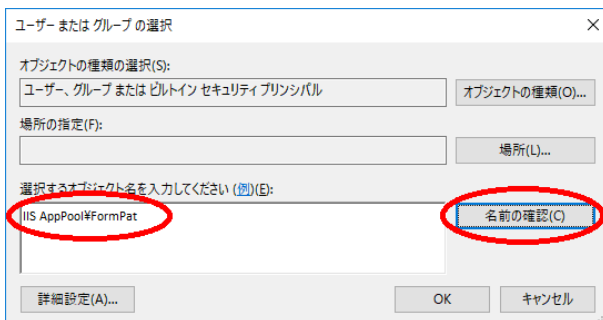 ユーザー または グループ の選択
オブジェクトの種類の選択(S):
ユーザー、グループ または ビルトイン セキュリティ プリンシパル
オブジェクトの種類(O)...
場所の指定(F):
場所(L)...
選択するオブジェクト名を入力してください (例)(E):
IIS AppPool¥FormPat
名前の確認(C)
詳細設定(A)...
OK
キャンセル